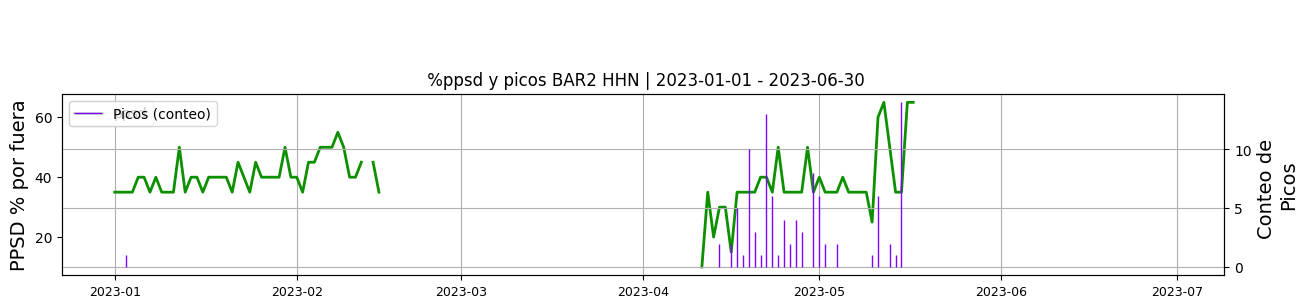 %ppsd y picos BAR2 HHN | 2023-01-01 - 2023-06-30
Picos (conteo)
PPSD % por fuera
60
40
20
Conteo de
Picos
10
5
0
2023-01
2023-02
2023-03
2023-04
2023-05
2023-06
2023-07